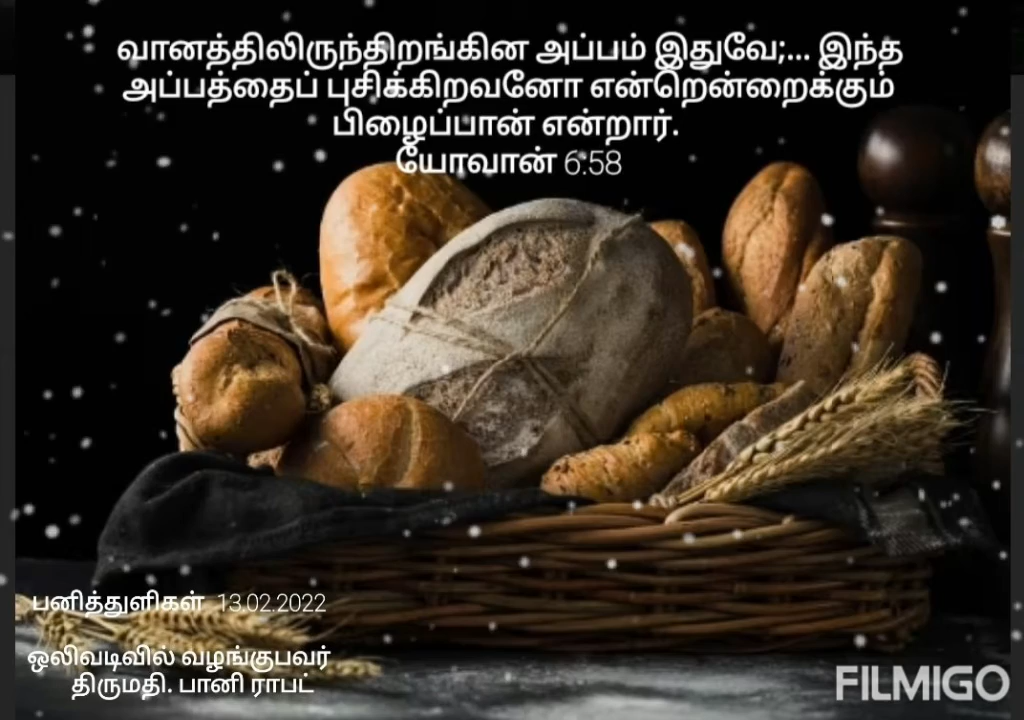 வானத்திலிருந்திறங்கின அப்பம் இதுவே;... இந்த
அப்பத்தைப் புசிக்கிறவனோ என்றென்றைக்கும்
பிழைப்பான் என்றார்.
யோவான் 6:58
பனித்துளிகள் 13.02.2022
ஒலிவடிவில் வழங்குபவர்
திருமதி. பானி ராபட்
FILMIGO